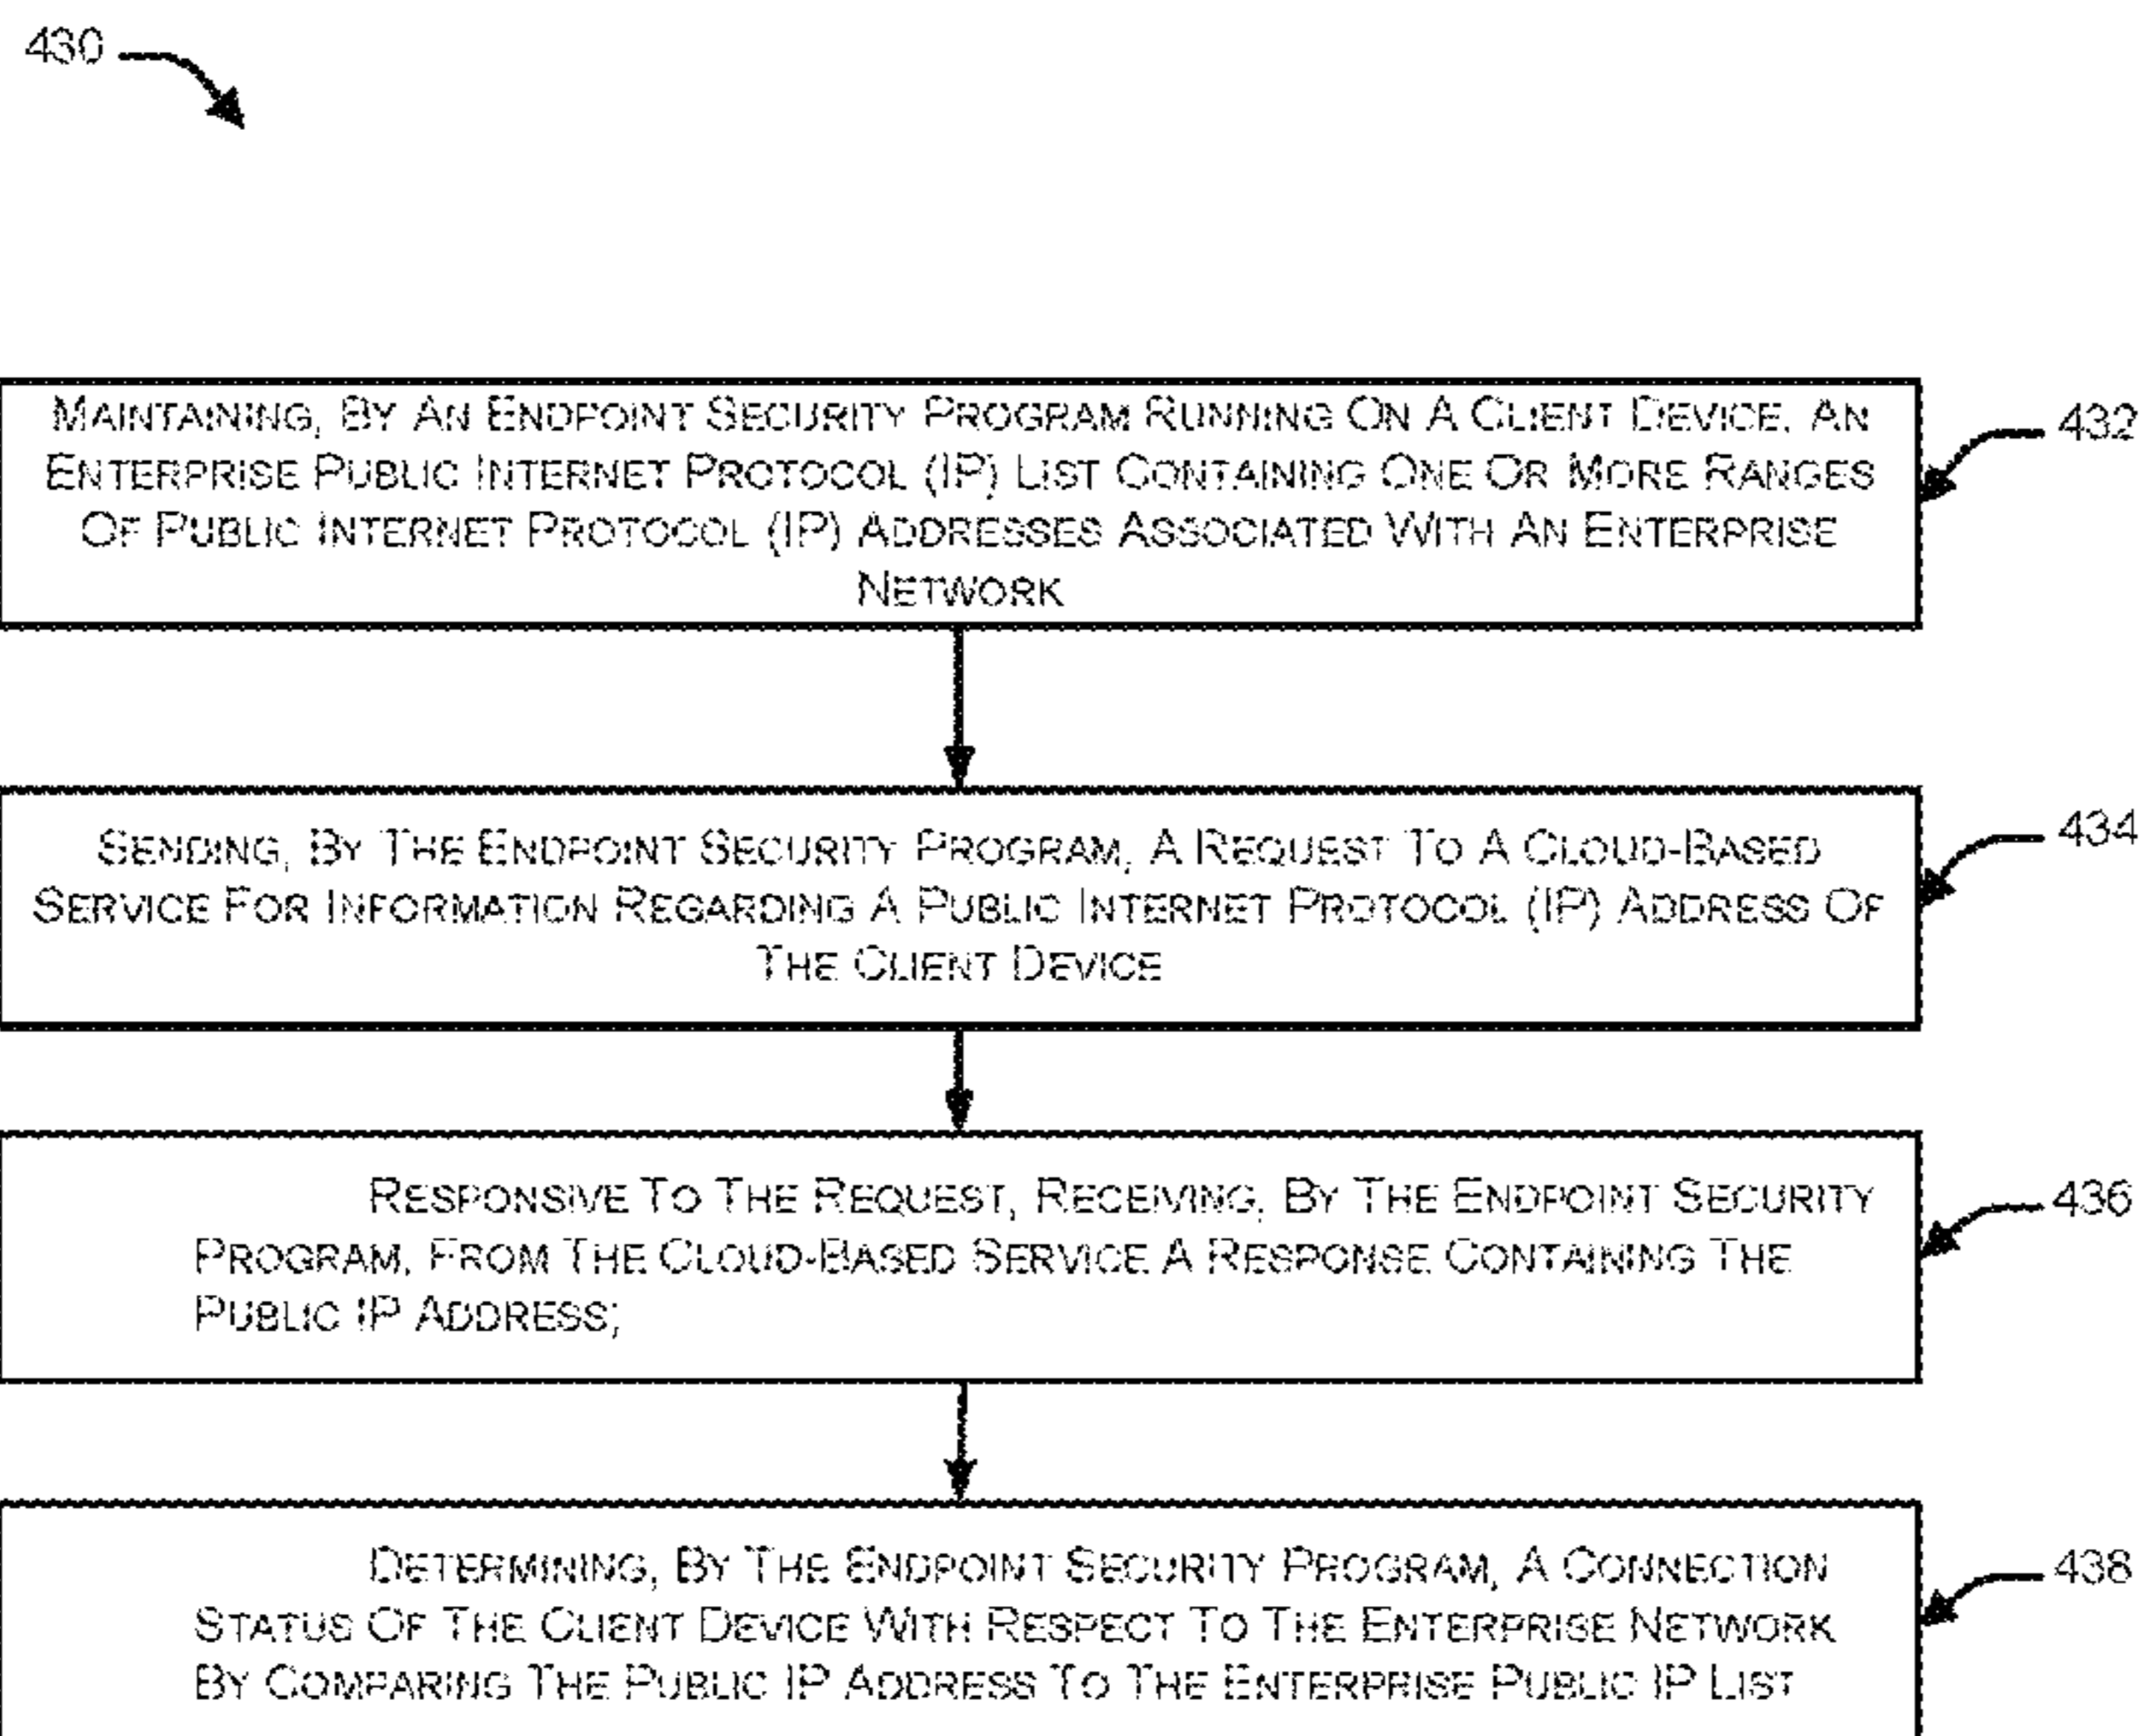 430
MAINTAINING, BY AN ENDPOINT SECURITY PROGRAM RUNNING ON A CLIENT DEVICE, AN
ENTERPRISE PUBLIC INTERNET PROTOCOL (IP) LIST CONTAINING ONE OR MORE RANGES
OF PUBLIC INTERNET PROTOCOL (IP) ADDRESSES ASSOCIATED WITH AN ENTERPRISE
NETWORK
432
SENDING, BY THE ENDPOINT SECURITY PROGRAM, A REQUEST TO A CLOUD-BASED
SERVICE FOR INFORMATION REGARDING A PUBLIC INTERNET PROTOCOL (IP) ADDRESS OF
THE CLIENT DEVICE
434
RESPONSIVE TO THE REQUEST, RECEIVING, BY THE ENDPOINT SECURITY
PROGRAM, FROM THE CLOUD-BASED SERVICE A RESPONSE CONTAINING THE
PUBLIC IP ADDRESS;
436
DETERMINING, BY THE ENDPOINT SECURITY PROGRAM, A CONNECTION
STATUS OF THE CLIENT DEVICE WITH RESPECT TO THE ENTERPRISE NETWORK
BY COMPARING THE PUBLIC IP ADDRESS TO THE ENTERPRISE PUBLIC IP LIST
438